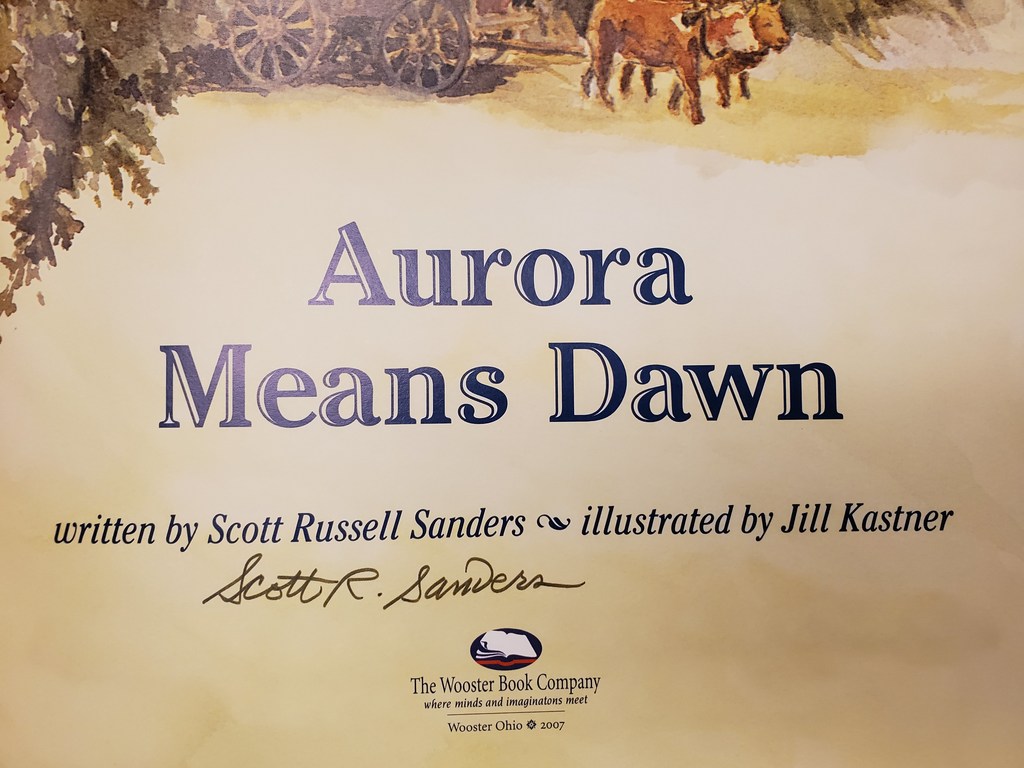 Aurora
Means Dawn
written by Scott Russell Sanders ~ illustrated by Jill Kastner
Scott R. Sanders
The Wooster Book Company
where minds and imaginatons meet
Wooster Ohio ✿ 2007